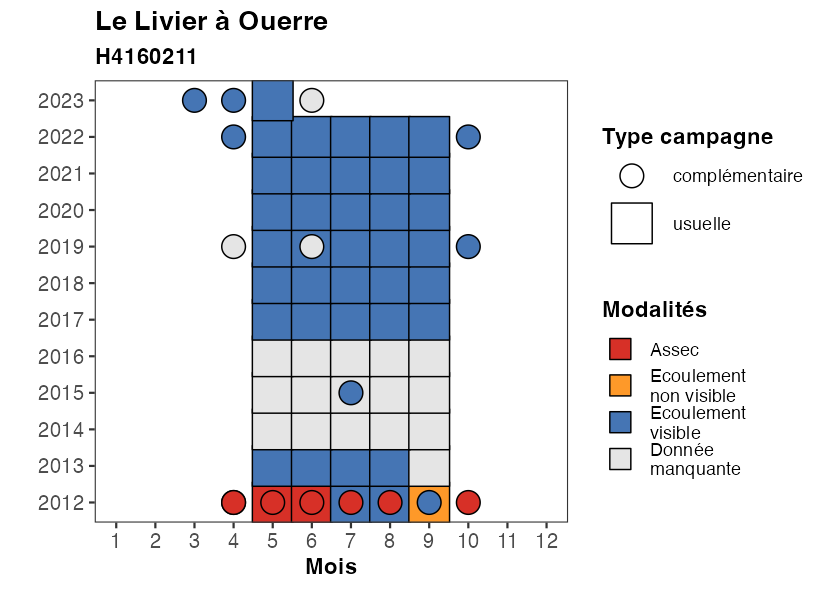 Le Livier à Ouerre
H4160211
2023
2022
2021
2020
2019
2018
2017
2016
2015
2014
2013
2012
1 2 3 4 5 6 7 8 9 10 11 12
Mois
Type campagne
complémentaire
usuelle
Modalités
Assec
Ecoulement
non visible
Ecoulement
visible
Donnée
manquante